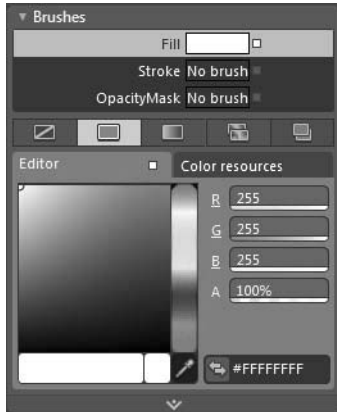 Brushes
Fill
Stroke No brush
OpacityMask No brush
Editor Color resources
R 255
G 255
B 255
A 100%
#FFFFFFFF